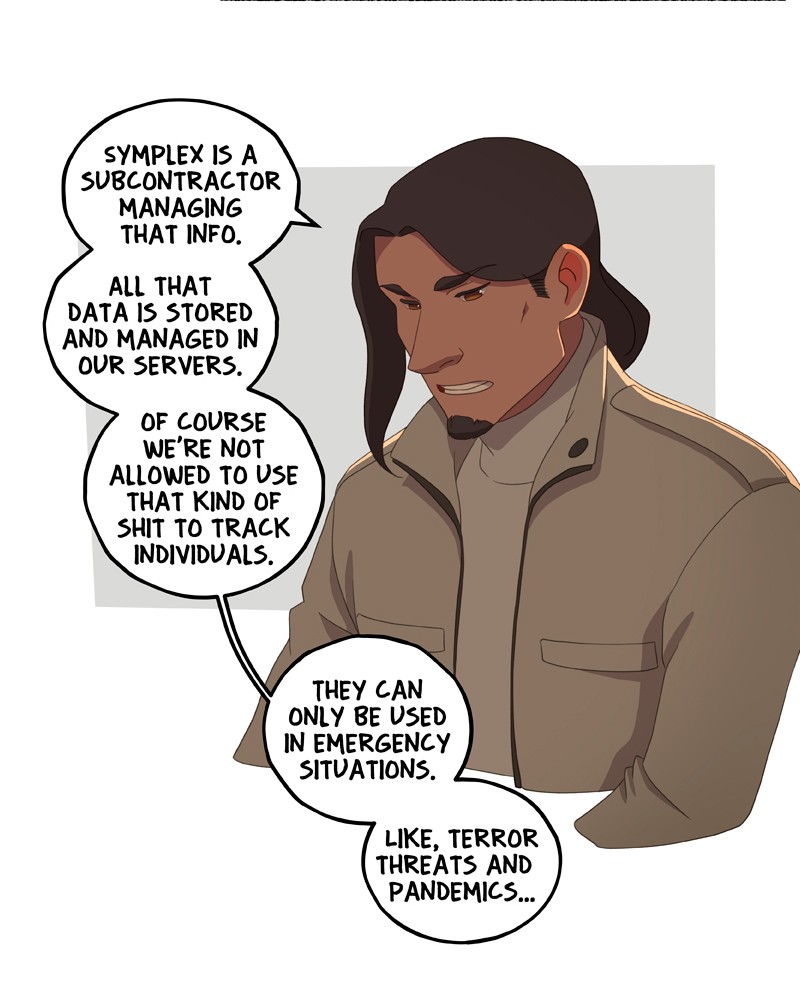 SYMPLEX IS A
SUBCONTRACTOR
MANAGING
THAT INFO.
ALL THAT
DATA IS STORED
AND MANAGED IN
OUR SERVERS.
OF COURSE
WE'RE NOT
ALLOWED TO USE
THAT KIND OF
SHIT TO TRACK
INDIVIDUALS.
THEY CAN
ONLY BE USED
IN EMERGENCY
SITUATIONS.
LIKE, TERROR
THREATS AND
PANDEMICS...